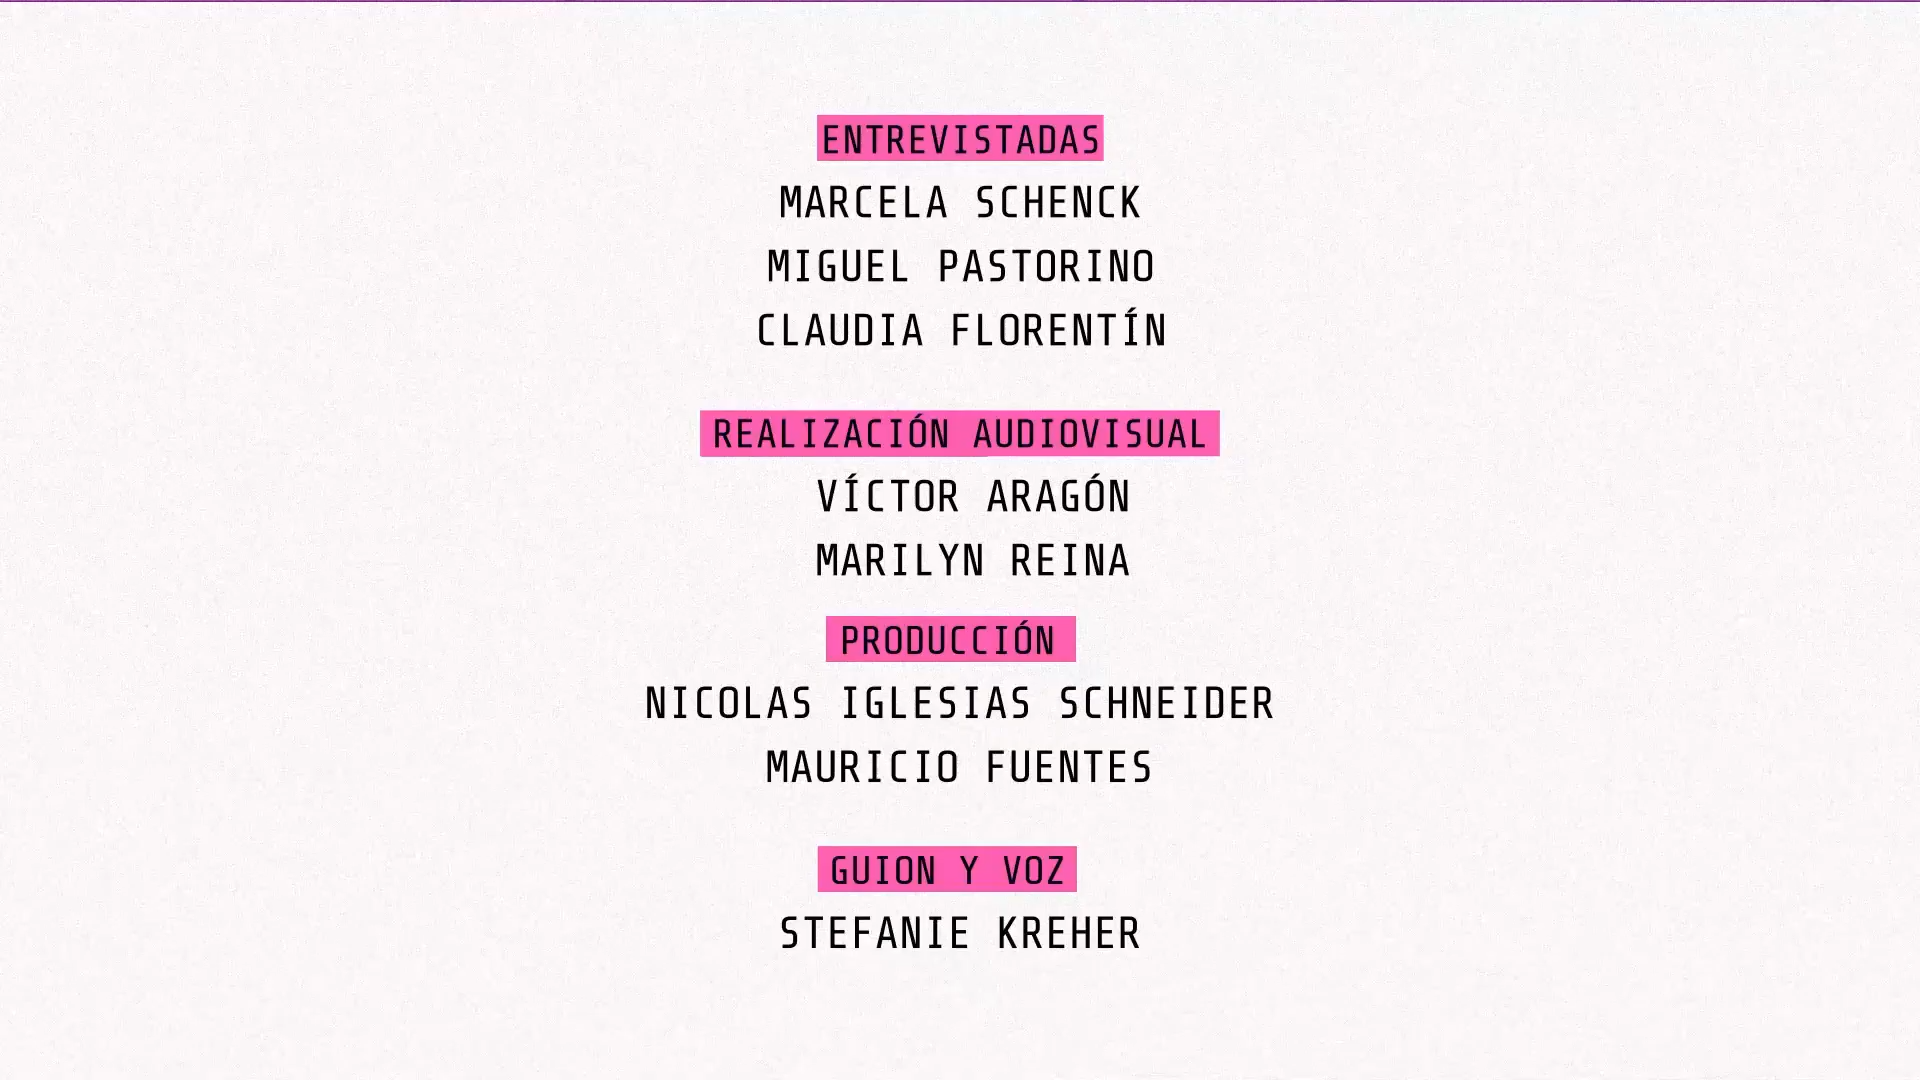 ENTREVISTADAS
MARCELA SCHENCK
MIGUEL PASTORINO
CLAUDIA FLORENTÍN
REALIZACIÓN AUDIOVISUAL
VÍCTOR ARAGÓN
MARILYN REINA
PRODUCCIÓN
NICOLAS IGLESIAS SCHNEIDER
MAURICIO FUENTES
GUION Y VOZ
STEFANIE KREHER